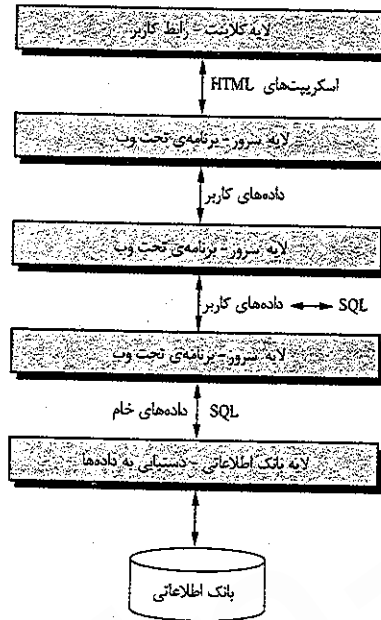 لایه کلاینت - رابط کاربر
اسکریپت‌های HTML
لایه سرور - برنامه‌ی تحت وب
داده‌های کاربر
لایه سرور - برنامه‌ی تحت وب
داده‌های کاربر ↔ SQL
لایه سرور - برنامه‌ی تحت وب
داده‌های خام SQL
لایه بانک اطلاعاتی - دستیابی به داده‌ها
بانک اطلاعاتی